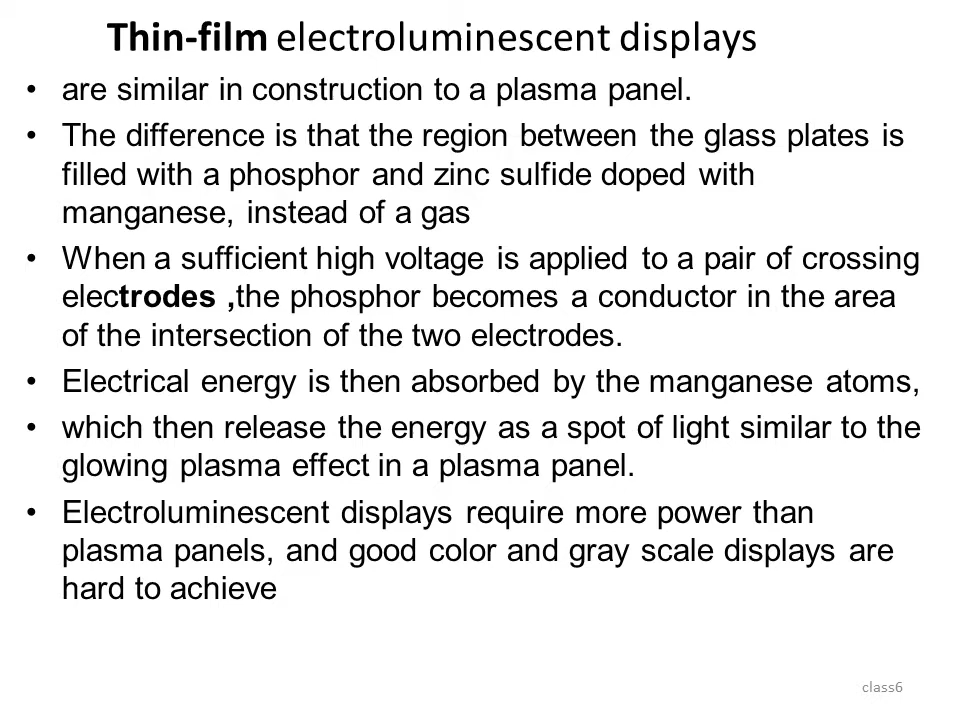 Thin-film electroluminescent displays
• are similar in construction to a plasma panel.
• The difference is that the region between the glass plates is
filled with a phosphor and zinc sulfide doped with
manganese, instead of a gas
• When a sufficient high voltage is applied to a pair of crossing
electrodes ,the phosphor becomes a conductor in the area
of the intersection of the two electrodes.
• Electrical energy is then absorbed by the manganese atoms,
• which then release the energy as a spot of light similar to the
glowing plasma effect in a plasma panel.
• Electroluminescent displays require more power than
plasma panels, and good color and gray scale displays are
hard to achieve
class6